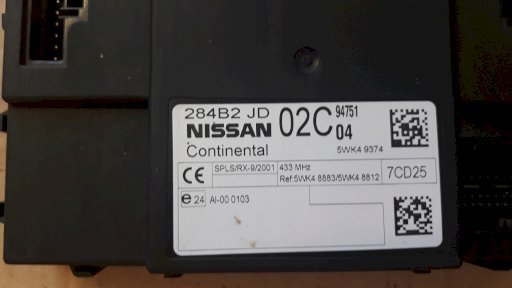 284B2 JD 02C 94751
NISSAN 04
Continental 5WK4 9374
CE SPLS/RX-9/2001 433 MHz 7CD25
Ref.5WK4 8883/5WK4 8812
e 24 AI-00 0103